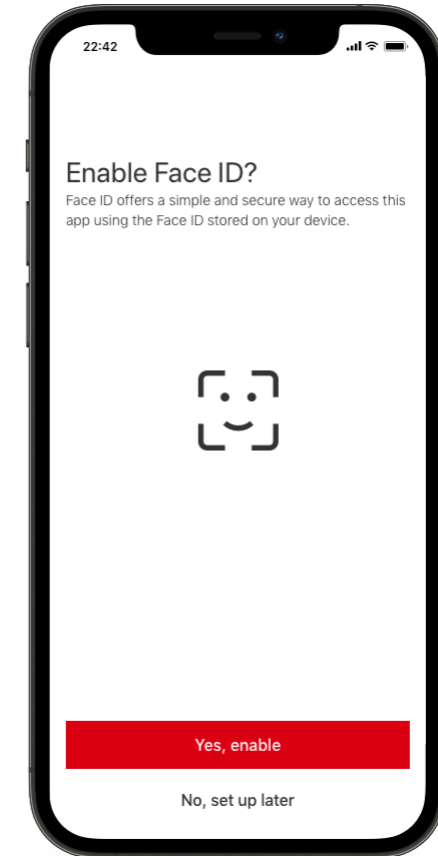 22:42
Enable Face ID?
Face ID offers a simple and secure way to access this
app using the Face ID stored on your device.
Yes, enable
No, set up later